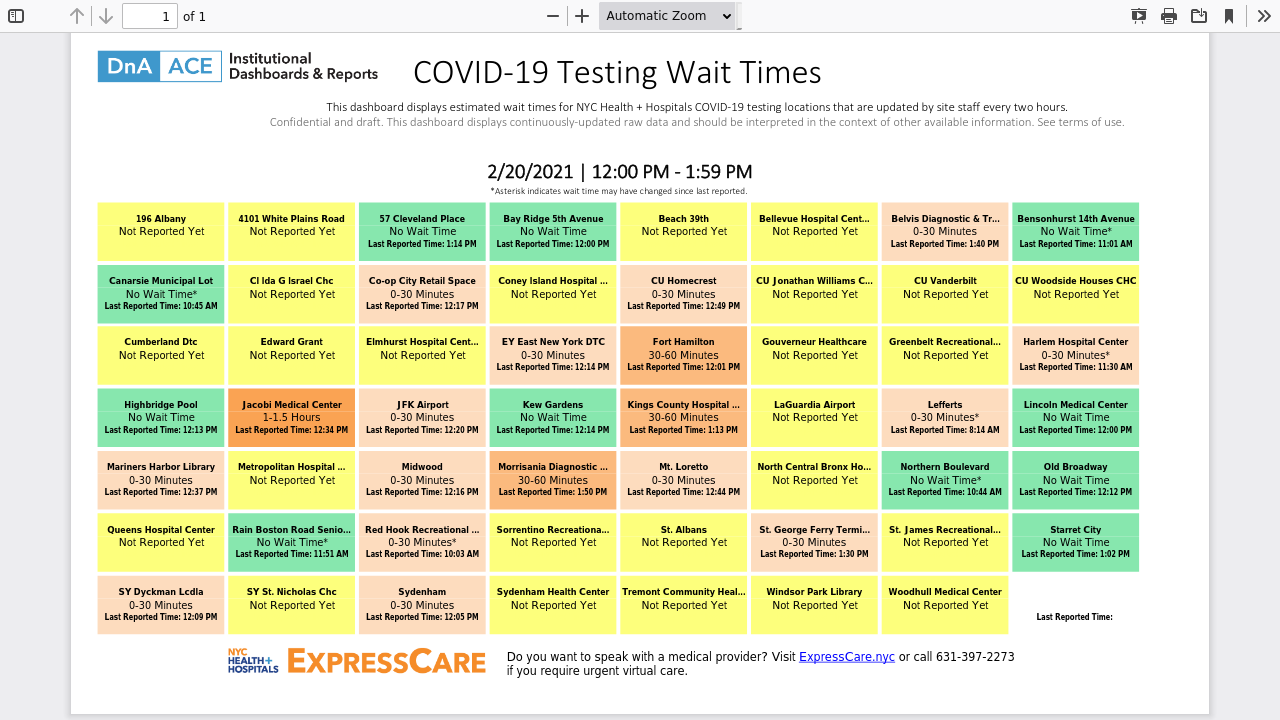 1 of 1 Automatic Zoom
DnA ACE Institutional
Dashboards & Reports
COVID-19 Testing Wait Times
This dashboard displays estimated wait times for NYC Health + Hospitals COVID-19 testing locations that are updated by site staff every two hours.
Confidential and draft. This dashboard displays continuously-updated raw data and should be interpreted in the context of other available information. See terms of use.
2/20/2021 | 12:00 PM - 1:59 PM
*Asterisk indicates wait time may have changed since last reported.
196 Albany
Not Reported Yet
4101 White Plains Road
Not Reported Yet
57 Cleveland Place
No Wait Time
Last Reported Time: 1:14 PM
Bay Ridge 5th Avenue
No Wait Time
Last Reported Time: 12:00 PM
Beach 39th
Not Reported Yet
Bellevue Hospital Cent...
Not Reported Yet
Belvis Diagnostic & Tr...
0-30 Minutes
Last Reported Time: 1:40 PM
Bensonhurst 14th Avenue
No Wait Time*
Last Reported Time: 11:01 AM
Canarsie Municipal Lot
No Wait Time*
Last Reported Time: 10:45 AM
Cl Ida G Israel Chc
Not Reported Yet
Co-op City Retail Space
0-30 Minutes
Last Reported Time: 12:17 PM
Coney Island Hospital ...
Not Reported Yet
CU Homecrest
0-30 Minutes
Last Reported Time: 12:49 PM
CU Jonathan Williams C...
Not Reported Yet
CU Vanderbilt
Not Reported Yet
CU Woodside Houses CHC
Not Reported Yet
Cumberland Dtc
Not Reported Yet
Edward Grant
Not Reported Yet
Elmhurst Hospital Cent...
Not Reported Yet
EY East New York DTC
0-30 Minutes
Last Reported Time: 12:14 PM
Fort Hamilton
30-60 Minutes
Last Reported Time: 12:01 PM
Gouverneur Healthcare
Not Reported Yet
Greenbelt Recreational...
Not Reported Yet
Harlem Hospital Center
0-30 Minutes*
Last Reported Time: 11:30 AM
Highbridge Pool
No Wait Time
Last Reported Time: 12:13 PM
Jacobi Medical Center
1-1.5 Hours
Last Reported Time: 12:34 PM
JFK Airport
0-30 Minutes
Last Reported Time: 12:20 PM
Kew Gardens
No Wait Time
Last Reported Time: 12:14 PM
Kings County Hospital ...
30-60 Minutes
Last Reported Time: 1:13 PM
LaGuardia Airport
Not Reported Yet
Lefferts
0-30 Minutes*
Last Reported Time: 8:14 AM
Lincoln Medical Center
No Wait Time
Last Reported Time: 12:00 PM
Mariners Harbor Library
0-30 Minutes
Last Reported Time: 12:37 PM
Metropolitan Hospital ...
Not Reported Yet
Midwood
0-30 Minutes
Last Reported Time: 12:16 PM
Morrisania Diagnostic ...
30-60 Minutes
Last Reported Time: 1:50 PM
Mt. Loretto
0-30 Minutes
Last Reported Time: 12:44 PM
North Central Bronx Ho...
Not Reported Yet
Northern Boulevard
No Wait Time*
Last Reported Time: 10:44 AM
Old Broadway
No Wait Time
Last Reported Time: 12:12 PM
Queens Hospital Center
Not Reported Yet
Rain Boston Road Senio...
No Wait Time*
Last Reported Time: 11:51 AM
Red Hook Recreational ...
0-30 Minutes*
Last Reported Time: 10:03 AM
Sorrentino Recreationa...
Not Reported Yet
St. Albans
Not Reported Yet
St. George Ferry Termi...
0-30 Minutes
Last Reported Time: 1:30 PM
St. James Recreational...
Not Reported Yet
Starret City
No Wait Time
Last Reported Time: 1:02 PM
SY Dyckman Lcdla
0-30 Minutes
Last Reported Time: 12:09 PM
SY St. Nicholas Chc
Not Reported Yet
Sydenham
0-30 Minutes
Last Reported Time: 12:05 PM
Sydenham Health Center
Not Reported Yet
Tremont Community Heal...
Not Reported Yet
Windsor Park Library
Not Reported Yet
Woodhull Medical Center
Not Reported Yet
Last Reported Time:
NYC
HEALTH+
HOSPITALS
EXPRESSCARE
Do you want to speak with a medical provider? Visit ExpressCare.nyc or call 631-397-2273
if you require urgent virtual care.